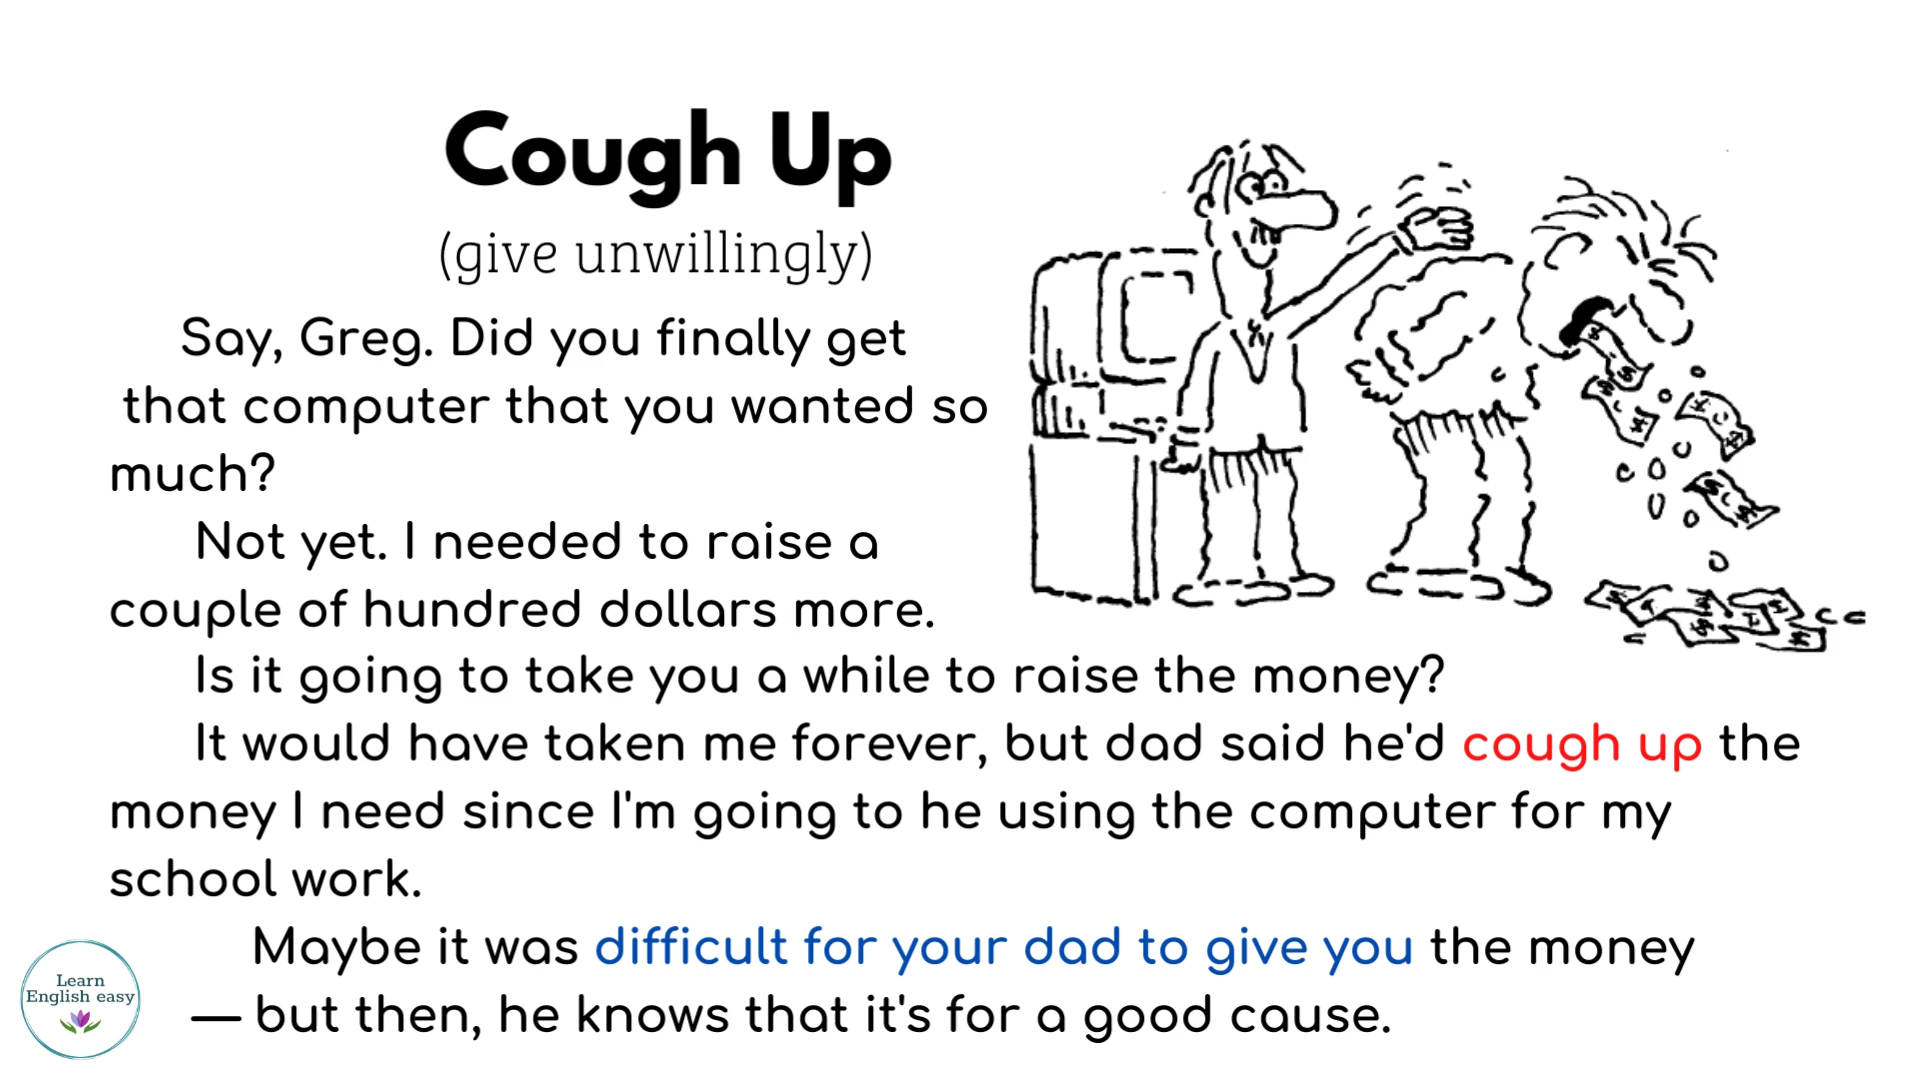 Cough Up
(give unwillingly)
Say, Greg. Did you finally get
that computer that you wanted so
much?
Not yet. I needed to raise a
couple of hundred dollars more.
Is it going to take you a while to raise the money?
It would have taken me forever, but dad said he'd cough up the
money I need since I'm going to he using the computer for my
school work.
Maybe it was difficult for your dad to give you the money
— but then, he knows that it's for a good cause.
Learn
English easy